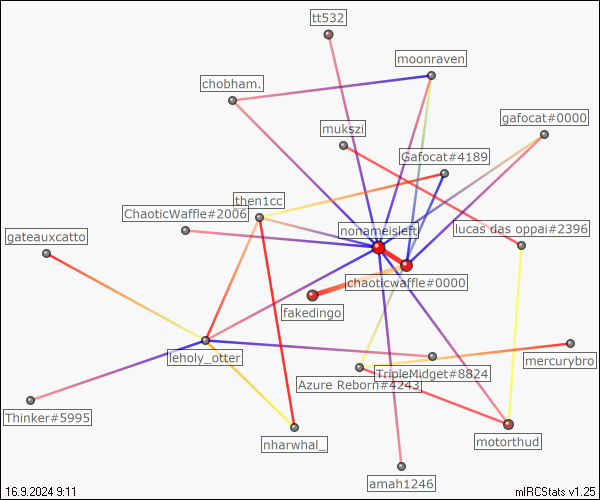 tt532
moonraven
chobham.
gafocat#0000
mukszi
Gafocat#4189
then1cc
ChaoticWaffle#2006
nonameisleft
lucas das oppai#2396
gateauxcatto
chaoticwaffle#0000
fakedingo
leholy_otter
mercurybro
TripleMidget#8824
Azure Reborn#4243
Thinker#5995
nharwhal_
motorthud
amah1246
16.9.2024 9:11
mIRCStats v1.25